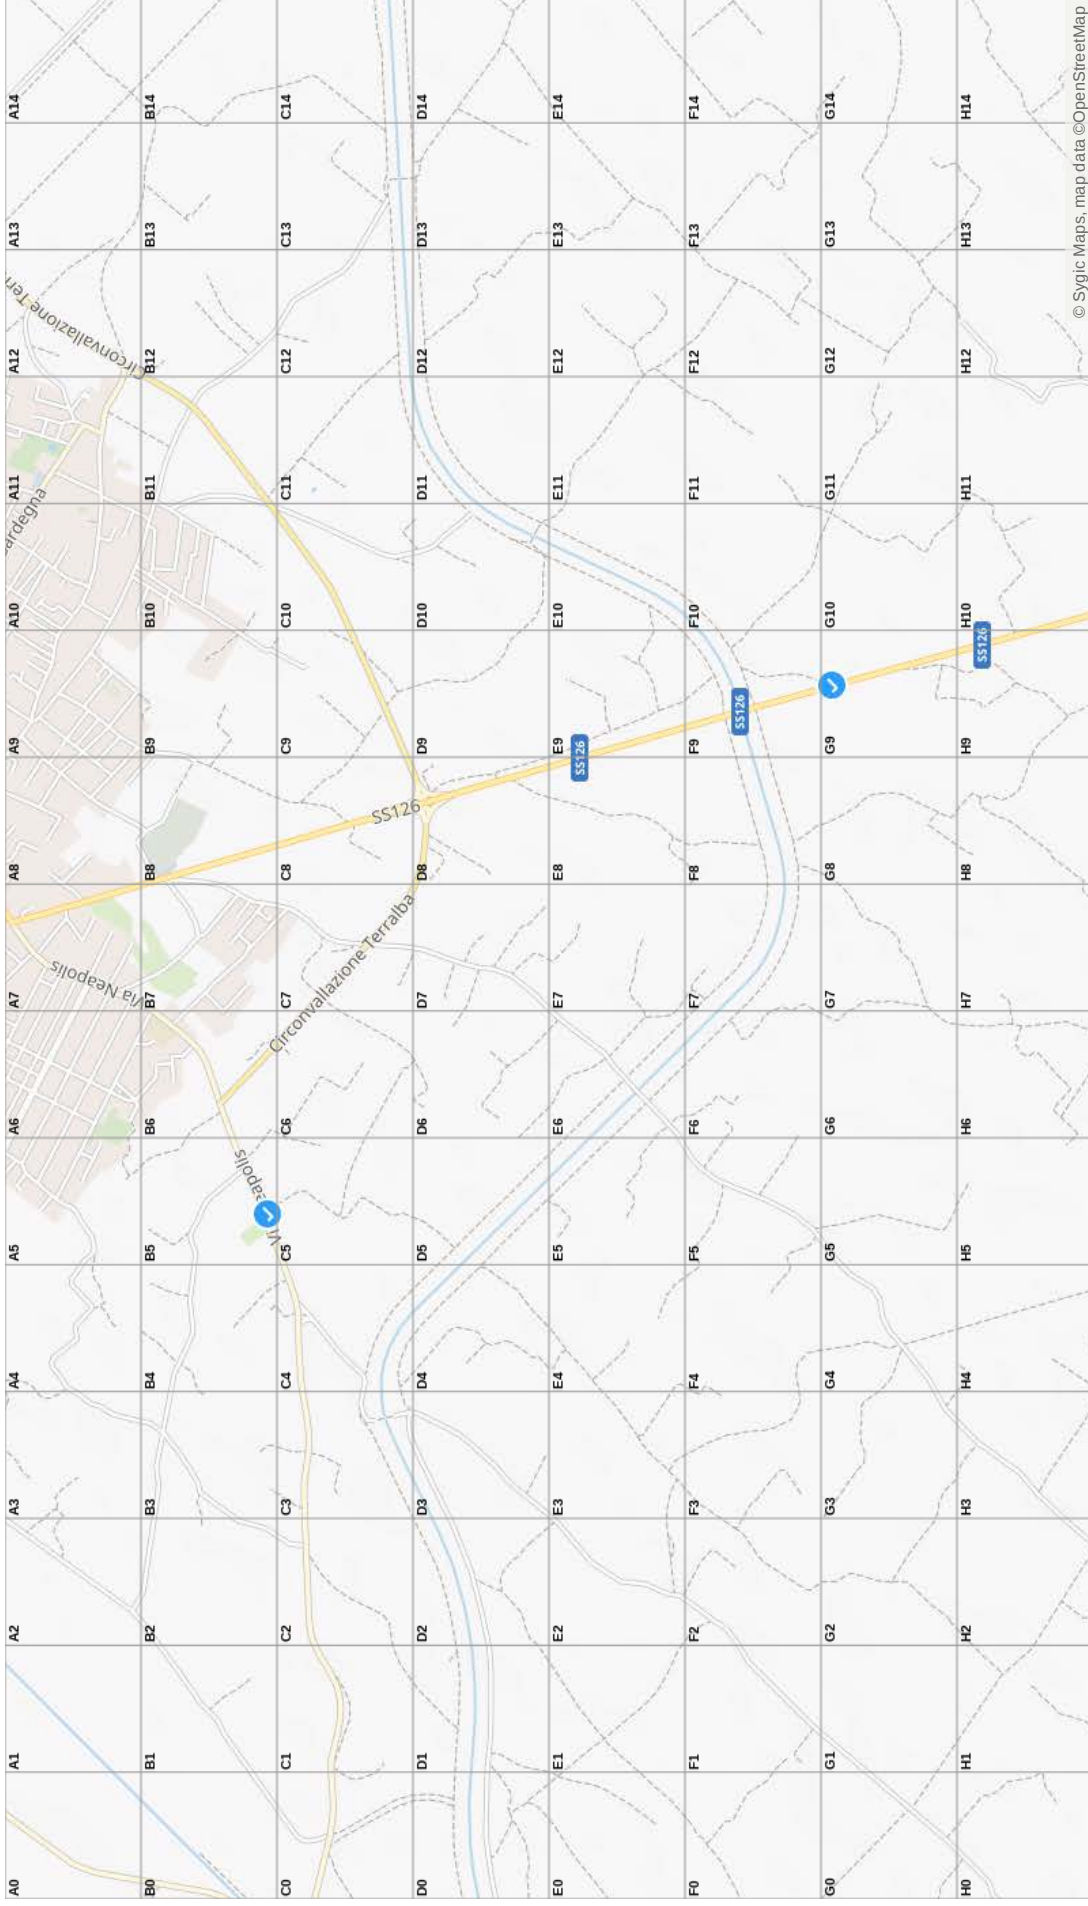 A0 A1 A2 A3 A4 A5 A6 A7 A8 A9 A10 A11 A12 A13 A14
ardegna
Circonvallazione Terr
Via Neapolis
B0 B1 B2 B3 B4 B5 B6 B7 B8 B9 B10 B11 B12 B13 B14
eapolis
C0 C1 C2 C3 C4 C5 C6 C7 C8 C9 C10 C11 C12 C13 C14
Circonvallazione Terralba
SS126
D0 D1 D2 D3 D4 D5 D6 D7 D8 D9 D10 D11 D12 D13 D14
E0 E1 E2 E3 E4 E5 E6 E7 E8 E9 E10 E11 E12 E13 E14
SS126
F0 F1 F2 F3 F4 F5 F6 F7 F8 F9 F10 F11 F12 F13 F14
SS126
G0 G1 G2 G3 G4 G5 G6 G7 G8 G9 G10 G11 G12 G13 G14
H0 H1 H2 H3 H4 H5 H6 H7 H8 H9 H10 H11 H12 H13 H14
SS126
© Sygic Maps, map data ©OpenStreetMap